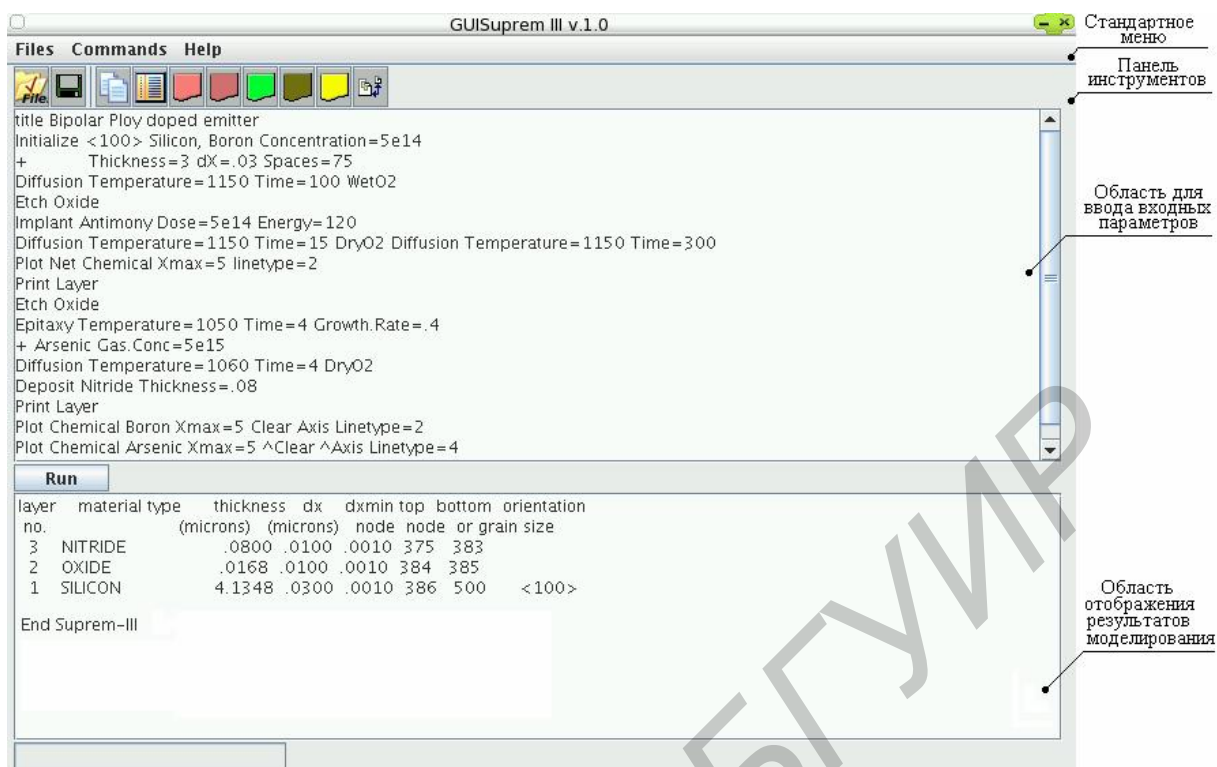 GUISuprem III v.1.0
Files Commands Help
File
title Bipolar Ploy doped emitter
Initialize <100> Silicon, Boron Concentration=5e14
+ Thickness=3 dX=.03 Spaces=75
Diffusion Temperature=1150 Time=100 WetO2
Etch Oxide
Implant Antimony Dose=5e14 Energy=120
Diffusion Temperature=1150 Time=15 DryO2 Diffusion Temperature=1150 Time=300
Plot Net Chemical Xmax=5 linetype=2
Print Layer
Etch Oxide
Epitaxy Temperature=1050 Time=4 Growth.Rate=.4
+ Arsenic Gas.Conc=5e15
Diffusion Temperature=1060 Time=4 DryO2
Deposit Nitride Thickness=.08
Print Layer
Plot Chemical Boron Xmax=5 Clear Axis Linetype=2
Plot Chemical Arsenic Xmax=5 ^Clear ^Axis Linetype=4
Run
layer material type thickness dx dxmin top bottom orientation
no. (microns) (microns) node node or grain size
3 NITRIDE .0800 .0100 .0010 375 383
2 OXIDE .0168 .0100 .0010 384 385
1 SILICON 4.1348 .0300 .0010 386 500 <100>
End Suprem-III
Стандартное
меню
Панель
инструментов
Область для
ввода входных
параметров
Область
отображения
результатов
моделирования
БГУИР